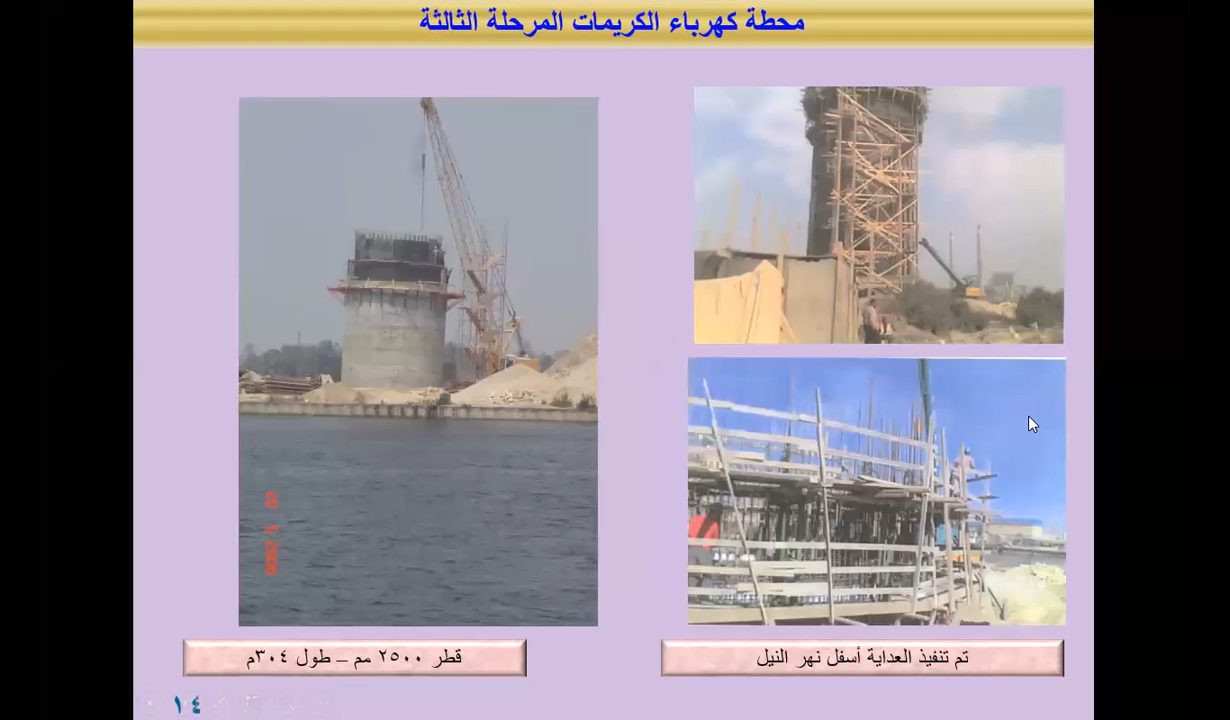 محطة كهرباء الكريمات المرحلة الثالثة
تم تنفيذ العداية أسفل نهر النيل
قطر ٢٥٠٠ مم – طول ٣٠٤م
١٤